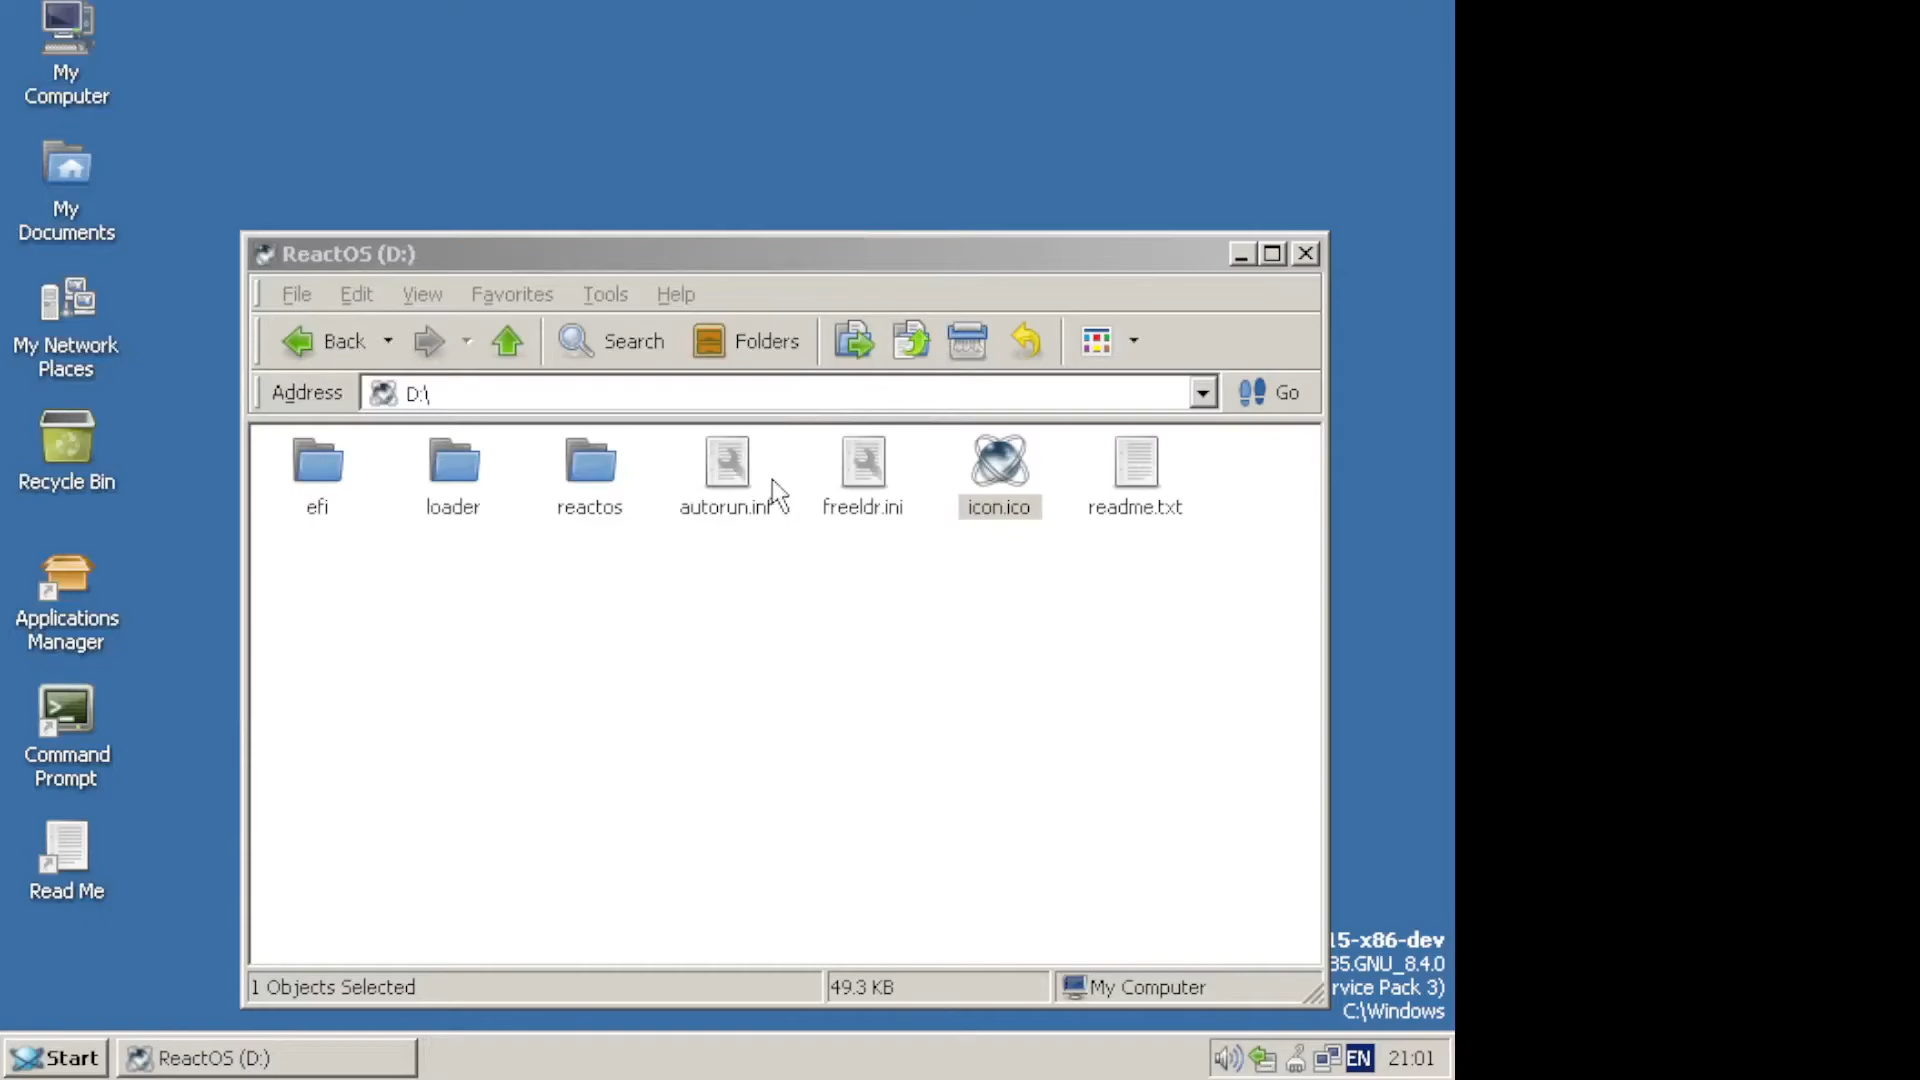 My
Computer
My
Documents
My Network
Places
Recycle Bin
Applications
Manager
Command
Prompt
Read Me
ReactOS (D:)
File Edit View Favorites Tools Help
Back Search Folders
Address D:\ Go
efi loader reactos autorun.inf freeldr.ini icon.ico readme.txt
1 Objects Selected 49.3 KB My Computer
15-x86-dev
35.GNU_8.4.0
rvice Pack 3)
C:\Windows
Start ReactOS (D:) EN 21:01